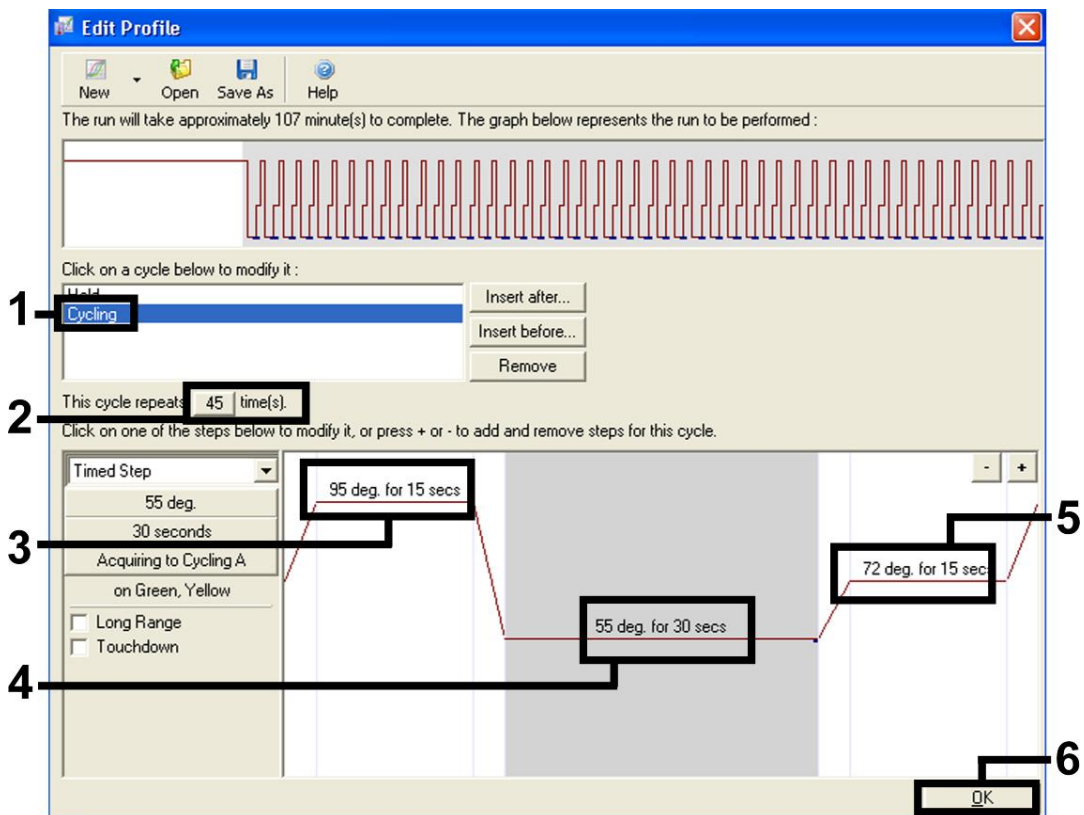 Edit Profile
New Open Save As Help
The run will take approximately 107 minute(s) to complete. The graph below represents the run to be performed :
Click on a cycle below to modify it :
Hold
1
Cycling
Insert after...
Insert before...
Remove
2
This cycle repeats 45 time(s).
Click on one of the steps below to modify it, or press + or - to add and remove steps for this cycle.
Timed Step
55 deg.
30 seconds
Acquiring to Cycling A
on Green, Yellow
Long Range
Touchdown
- +
95 deg. for 15 secs
3
55 deg. for 30 secs
4
72 deg. for 15 secs
5
6
OK